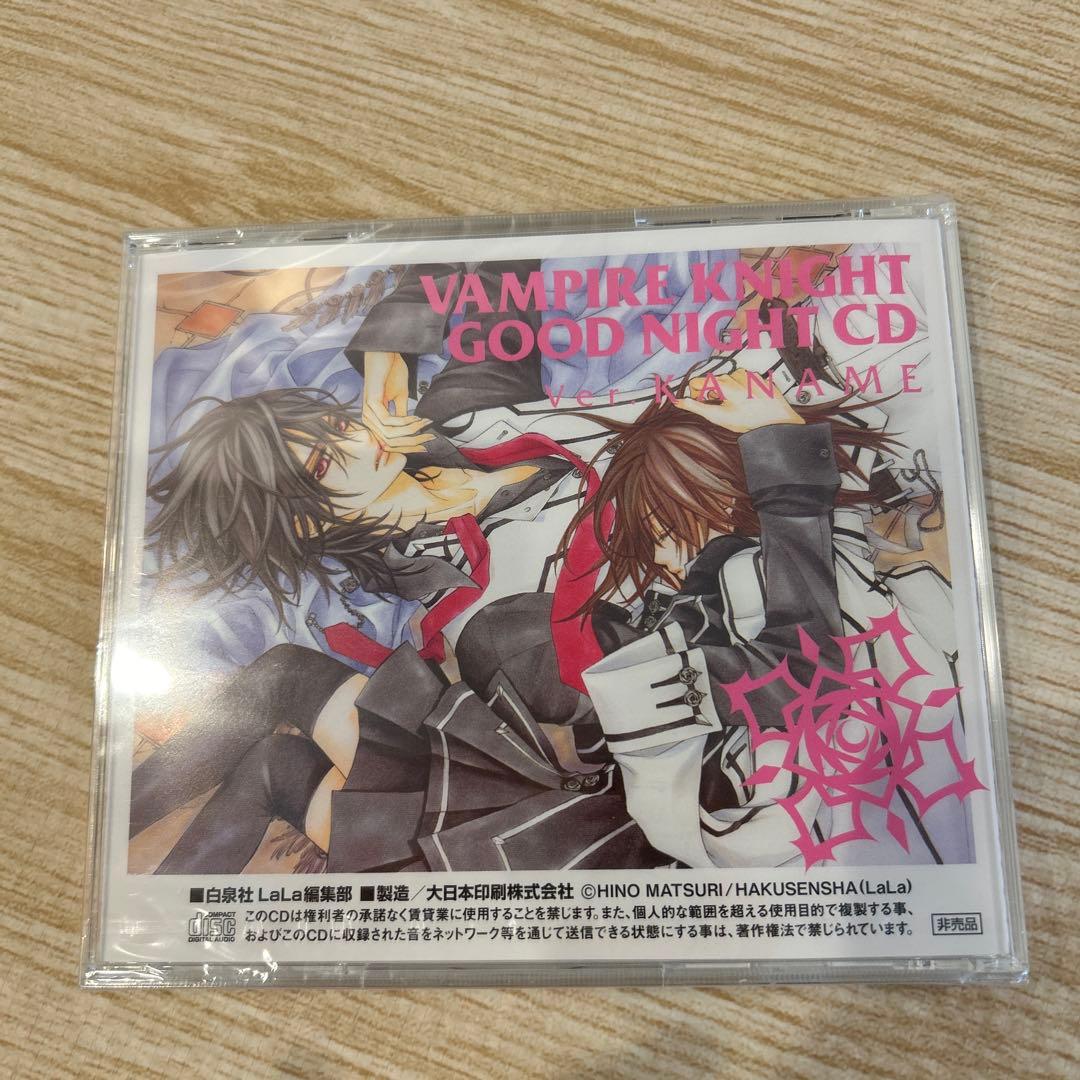 VAMPIRE KNIGHT
GOOD NIGHT CD
Ver. KANAME
■白泉社 LaLa編集部 ■製造／大日本印刷株式会社 ©HINO MATSURI/HAKUSENSHA(LaLa)
COMPACT
disc
DIGITAL AUDIO
このCDは権利者の承諾なく賃貸業に使用することを禁じます。また、個人的な範囲を超える使用目的で複製する事、
およびこのCDに収録された音をネットワーク等を通じて送信できる状態にする事は、著作権法で禁じられています。
非売品